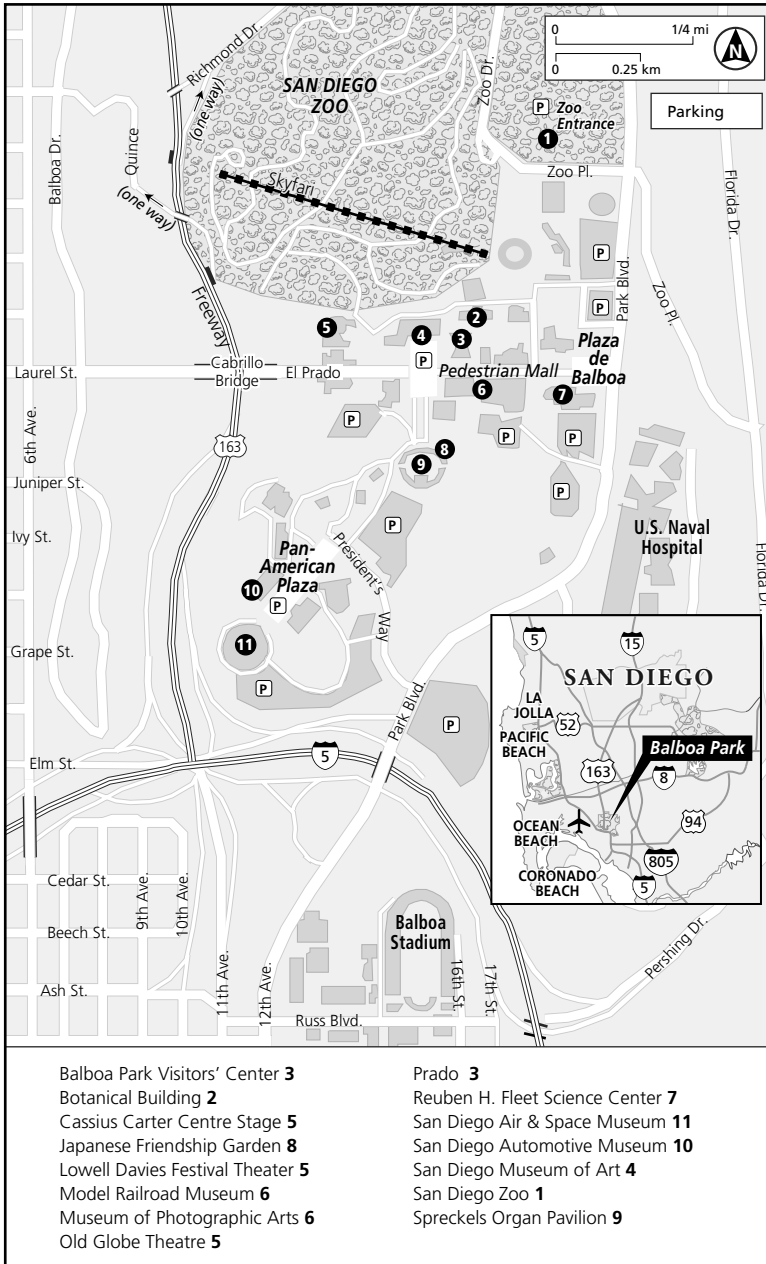 0 1/4 mi
0 0.25 km
N
Parking
Richmond Dr.
(one way)
SAN DIEGO
ZOO
Zoo Dr.
P Zoo
Entrance
1
Balboa Dr.
Quince
(one way)
Skyfari
Zoo Pl.
Florida Dr.
P
Park Blvd.
Zoo Pl.
Freeway
P
2
5
4
3
P
Plaza
de
Balboa
Laurel St.
Cabrillo
Bridge
El Prado
Pedestrian Mall
6
7
6th Ave.
P
P
P
163
8
9
Juniper St.
P
P
Ivy St.
U.S. Naval
Hospital
President's
Way
Pan-
American
Plaza
10
P
Florida Dr.
11
Grape St.
P
Park Blvd.
P
5
Elm St.
5
15
SAN DIEGO
LA
JOLLA
52
PACIFIC
BEACH
Balboa Park
163
8
OCEAN
BEACH
94
805
CORONADO
BEACH
5
Cedar St.
9th Ave.
10th Ave.
Beech St.
Balboa
Stadium
Pershing Dr.
11th Ave.
12th Ave.
16th St.
17th St.
Ash St.
Russ Blvd.
Balboa Park Visitors' Center 3
Botanical Building 2
Cassius Carter Centre Stage 5
Japanese Friendship Garden 8
Lowell Davies Festival Theater 5
Model Railroad Museum 6
Museum of Photographic Arts 6
Old Globe Theatre 5
Prado 3
Reuben H. Fleet Science Center 7
San Diego Air & Space Museum 11
San Diego Automotive Museum 10
San Diego Museum of Art 4
San Diego Zoo 1
Spreckels Organ Pavilion 9